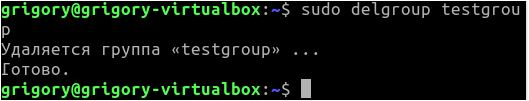 grigory@grigory-virtualbox:~$ sudo delgroup testgrou
p
Удаляется группа «testgroup» ...
Готово.
grigory@grigory-virtualbox:~$